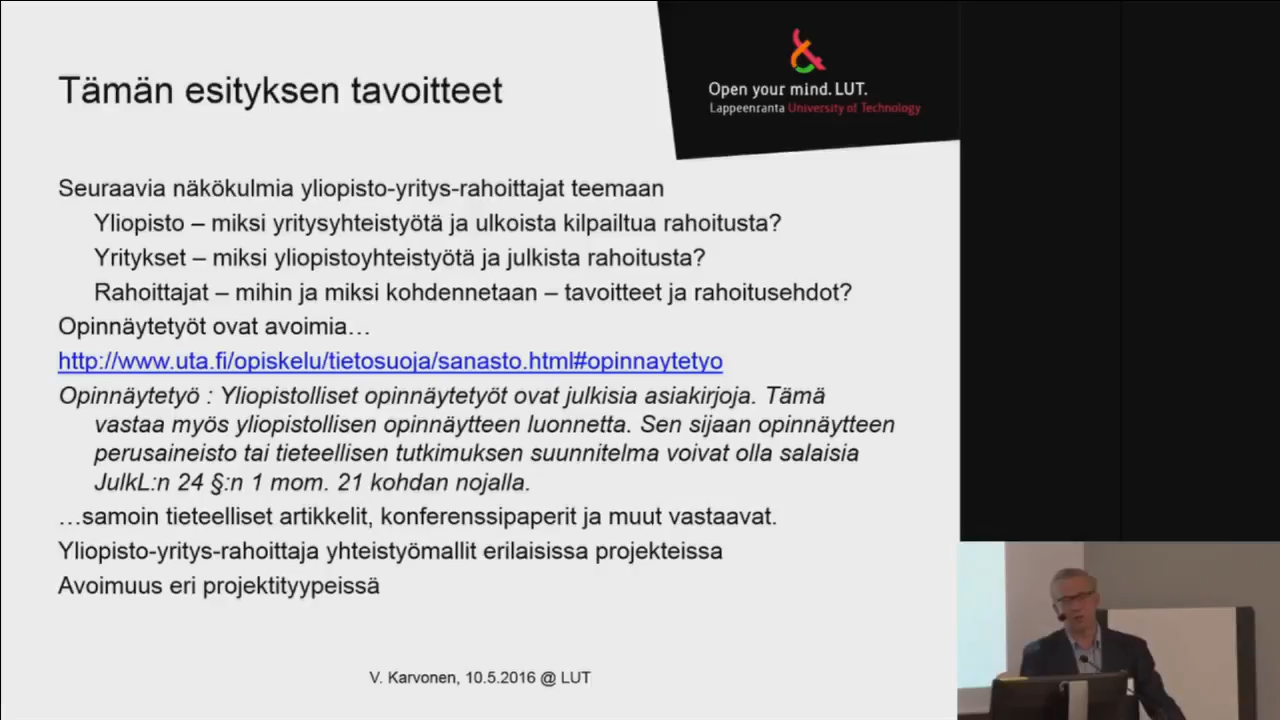 Tämän esityksen tavoitteet
Open your mind. LUT.
Lappeenranta University of Technology
Seuraavia näkökulmia yliopisto-yritys-rahoittajat teemaan
Yliopisto – miksi yritysyhteistyötä ja ulkoista kilpailtua rahoitusta?
Yritykset – miksi yliopistoyhteistyötä ja julkista rahoitusta?
Rahoittajat – mihin ja miksi kohdennetaan – tavoitteet ja rahoitusehdot?
Opinnäytetyöt ovat avoimia…
http://www.uta.fi/opiskelu/tietosuoja/sanasto.html#opinnaytetyo
Opinnäytetyö : Yliopistolliset opinnäytetyöt ovat julkisia asiakirjoja. Tämä
vastaa myös yliopistollisen opinnäytteen luonnetta. Sen sijaan opinnäytteen
perusaineisto tai tieteellisen tutkimuksen suunnitelma voivat olla salaisia
JulkL:n 24 §:n 1 mom. 21 kohdan nojalla.
…samoin tieteelliset artikkelit, konferenssipaperit ja muut vastaavat.
Yliopisto-yritys-rahoittaja yhteistyömallit erilaisissa projekteissa
Avoimuus eri projektityypeissä
V. Karvonen, 10.5.2016 @ LUT